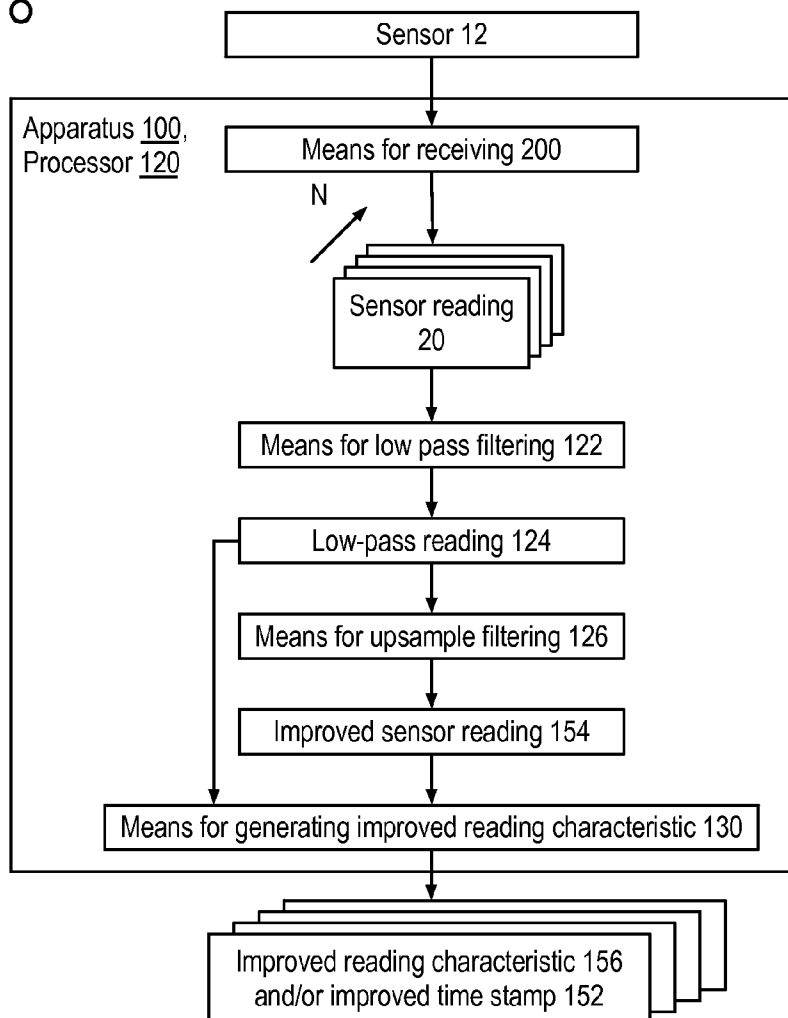 O
Sensor 12
Apparatus 100,
Processor 120
Means for receiving 200
N
Sensor reading
20
Means for low pass filtering 122
Low-pass reading 124
Means for upsample filtering 126
Improved sensor reading 154
Means for generating improved reading characteristic 130
Improved reading characteristic 156
and/or improved time stamp 152